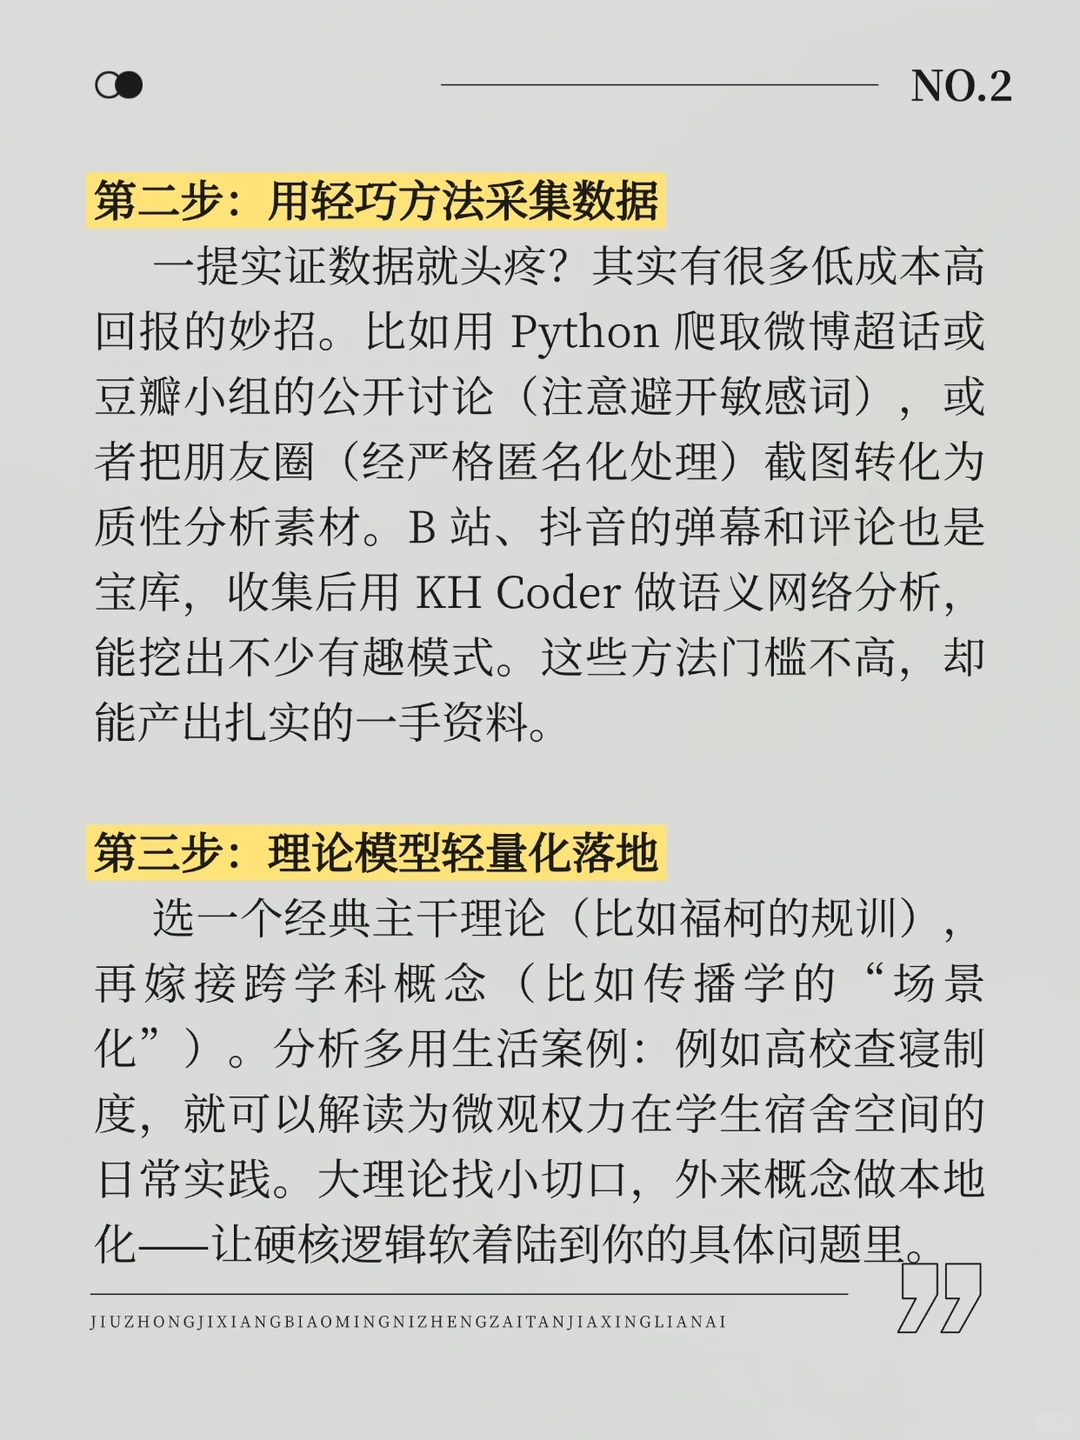 NO.2
第二步：用轻巧方法采集数据
一提实证数据就头疼？其实有很多低成本高
回报的妙招。比如用 Python 爬取微博超话或
豆瓣小组的公开讨论（注意避开敏感词），或
者把朋友圈（经严格匿名化处理）截图转化为
质性分析素材。B 站、抖音的弹幕和评论也是
宝库，收集后用 KH Coder 做语义网络分析，
能挖出不少有趣模式。这些方法门槛不高，却
能产出扎实的一手资料。
第三步：理论模型轻量化落地
选一个经典主干理论（比如福柯的规训），
再嫁接跨学科概念（比如传播学的“场景
化”）。分析多用生活案例：例如高校查寝制
度，就可以解读为微观权力在学生宿舍空间的
日常实践。大理论找小切口，外来概念做本地
化——让硬核逻辑软着陆到你的具体问题里。
JIUZHONGJIXIANGBIAOMINGNIZHENGZAITANJIAXINGLIANAI